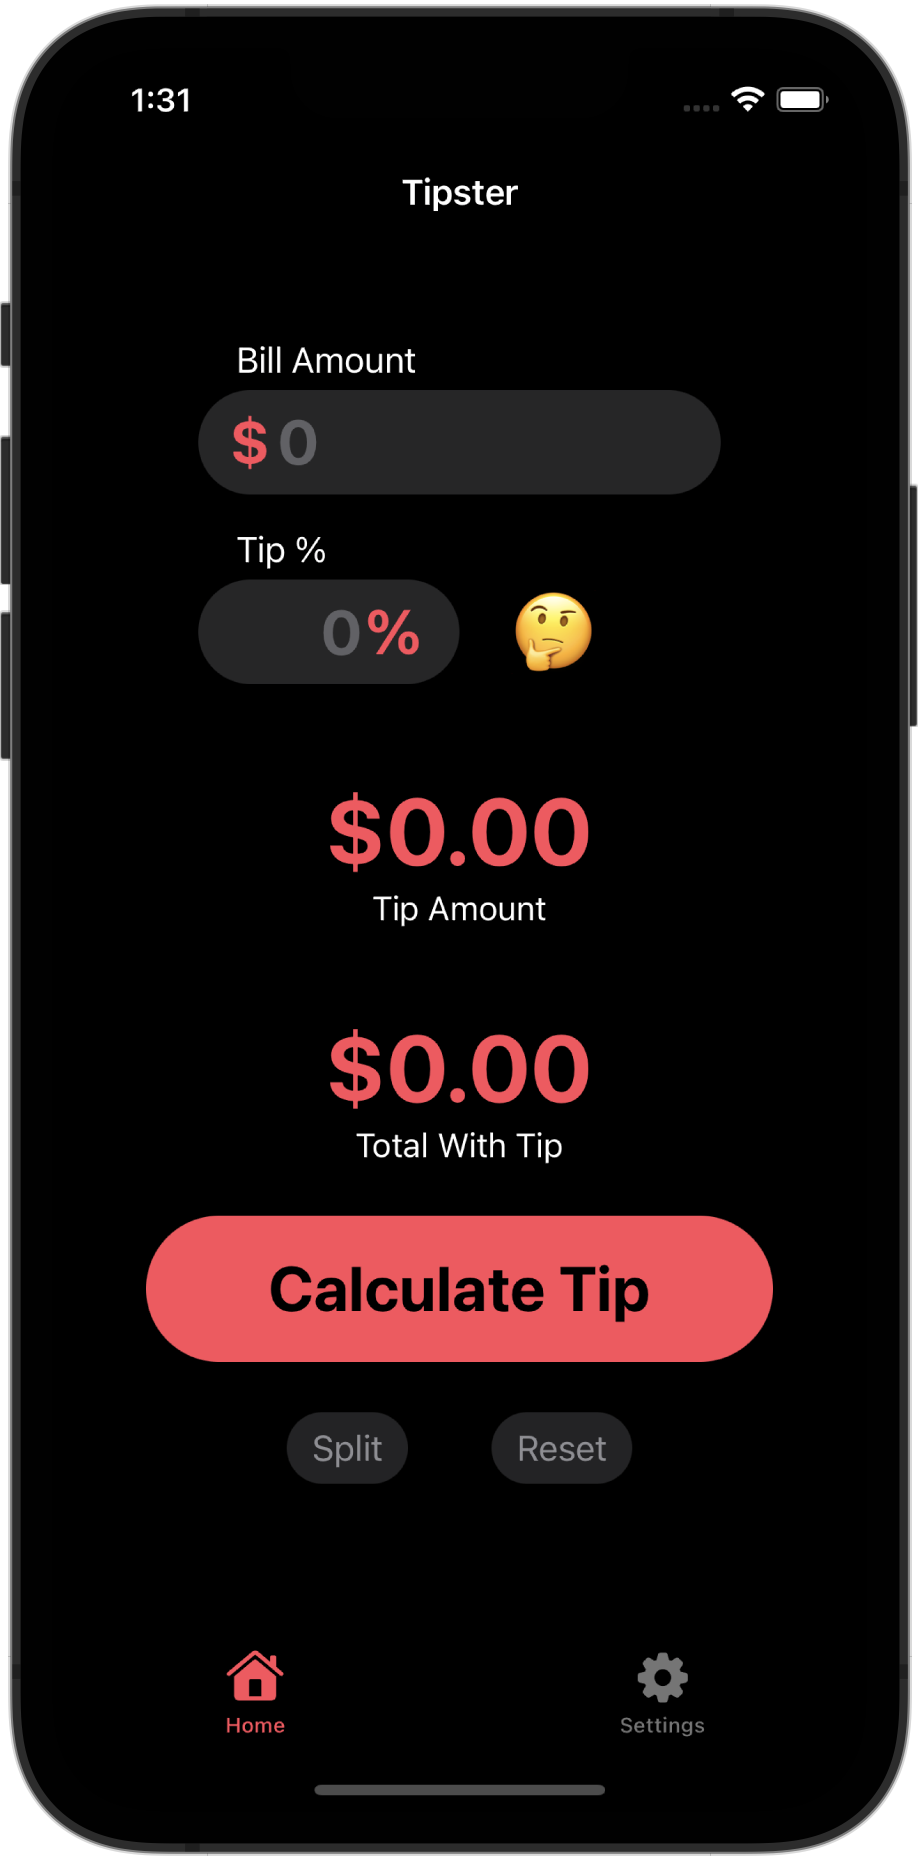 1:31
Tipster
Bill Amount
$ 0
Tip %
0%
$0.00
Tip Amount
$0.00
Total With Tip
Calculate Tip
Split Reset
Home Settings